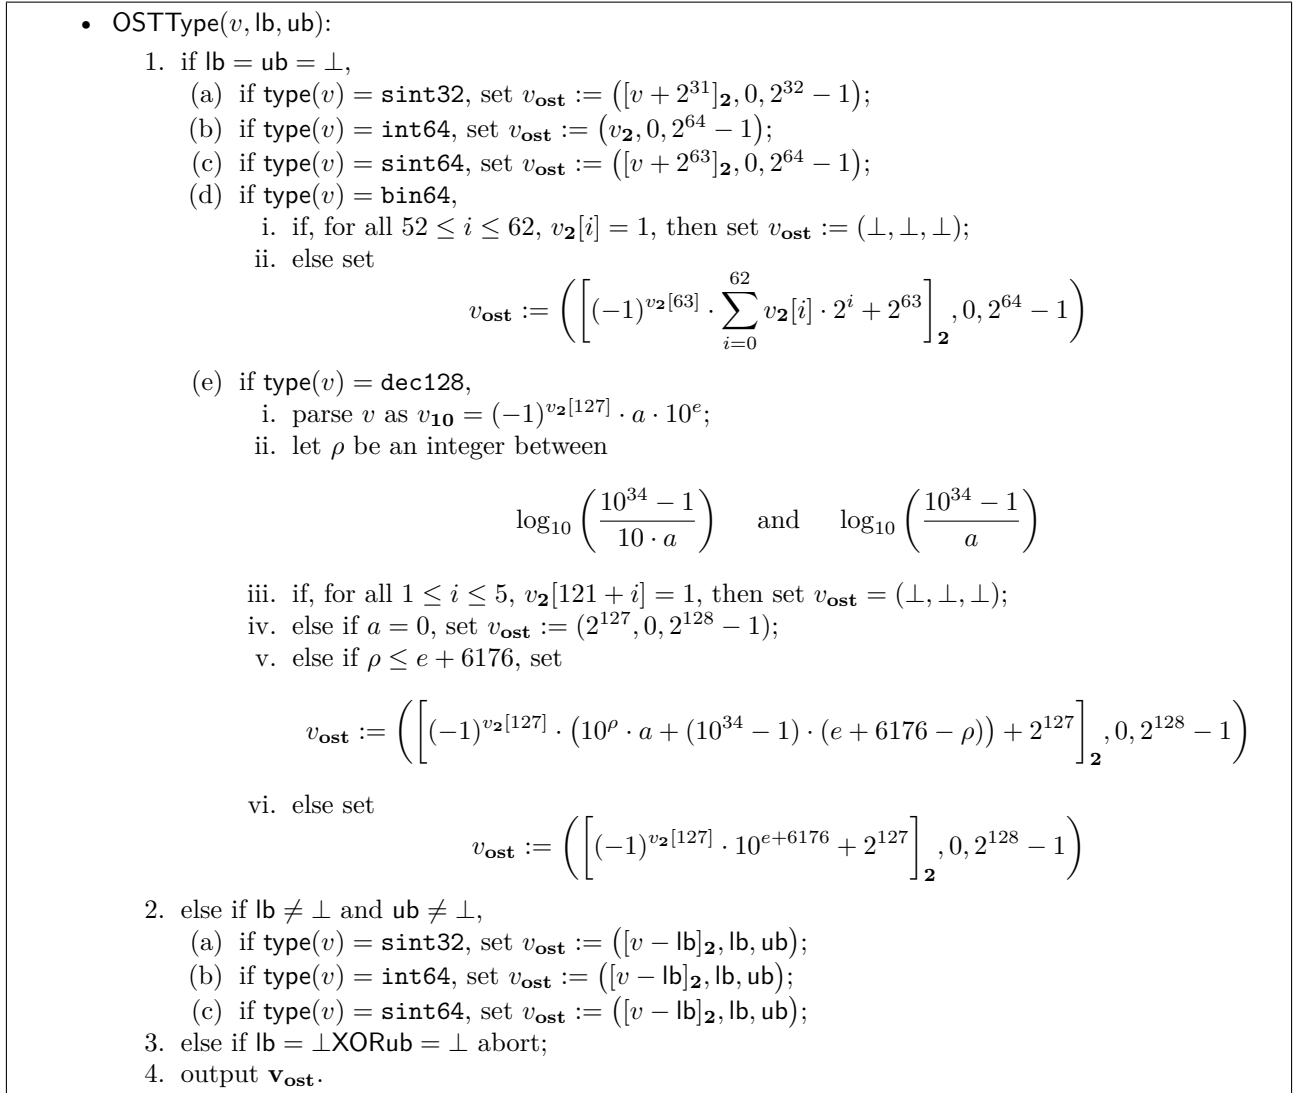 • OSTType(v, lb, ub):
1. if lb = ub = ⊥,
(a) if type(v) = sint32, set v_ost := ([v + 2^31]_2, 0, 2^32 − 1);
(b) if type(v) = int64, set v_ost := (v_2, 0, 2^64 − 1);
(c) if type(v) = sint64, set v_ost := ([v + 2^63]_2, 0, 2^64 − 1);
(d) if type(v) = bin64,
i. if, for all 52 ≤ i ≤ 62, v_2[i] = 1, then set v_ost := (⊥, ⊥, ⊥);
ii. else set
v_ost := ([(−1)^{v_2[63]} · ∑_{i=0}^{62} v_2[i] · 2^i + 2^63]_2, 0, 2^64 − 1)
(e) if type(v) = dec128,
i. parse v as v_10 = (−1)^{v_2[127]} · a · 10^e;
ii. let ρ be an integer between
log_10((10^34 − 1)/(10 · a)) and log_10((10^34 − 1)/a)
iii. if, for all 1 ≤ i ≤ 5, v_2[121 + i] = 1, then set v_ost = (⊥, ⊥, ⊥);
iv. else if a = 0, set v_ost := (2^127, 0, 2^128 − 1);
v. else if ρ ≤ e + 6176, set
v_ost := ([(−1)^{v_2[127]} · (10^ρ · a + (10^34 − 1) · (e + 6176 − ρ)) + 2^127]_2, 0, 2^128 − 1)
vi. else set
v_ost := ([(−1)^{v_2[127]} · 10^{e+6176} + 2^127]_2, 0, 2^128 − 1)
2. else if lb ≠ ⊥ and ub ≠ ⊥,
(a) if type(v) = sint32, set v_ost := ([v − lb]_2, lb, ub);
(b) if type(v) = int64, set v_ost := ([v − lb]_2, lb, ub);
(c) if type(v) = sint64, set v_ost := ([v − lb]_2, lb, ub);
3. else if lb = ⊥XORub = ⊥ abort;
4. output v_ost.